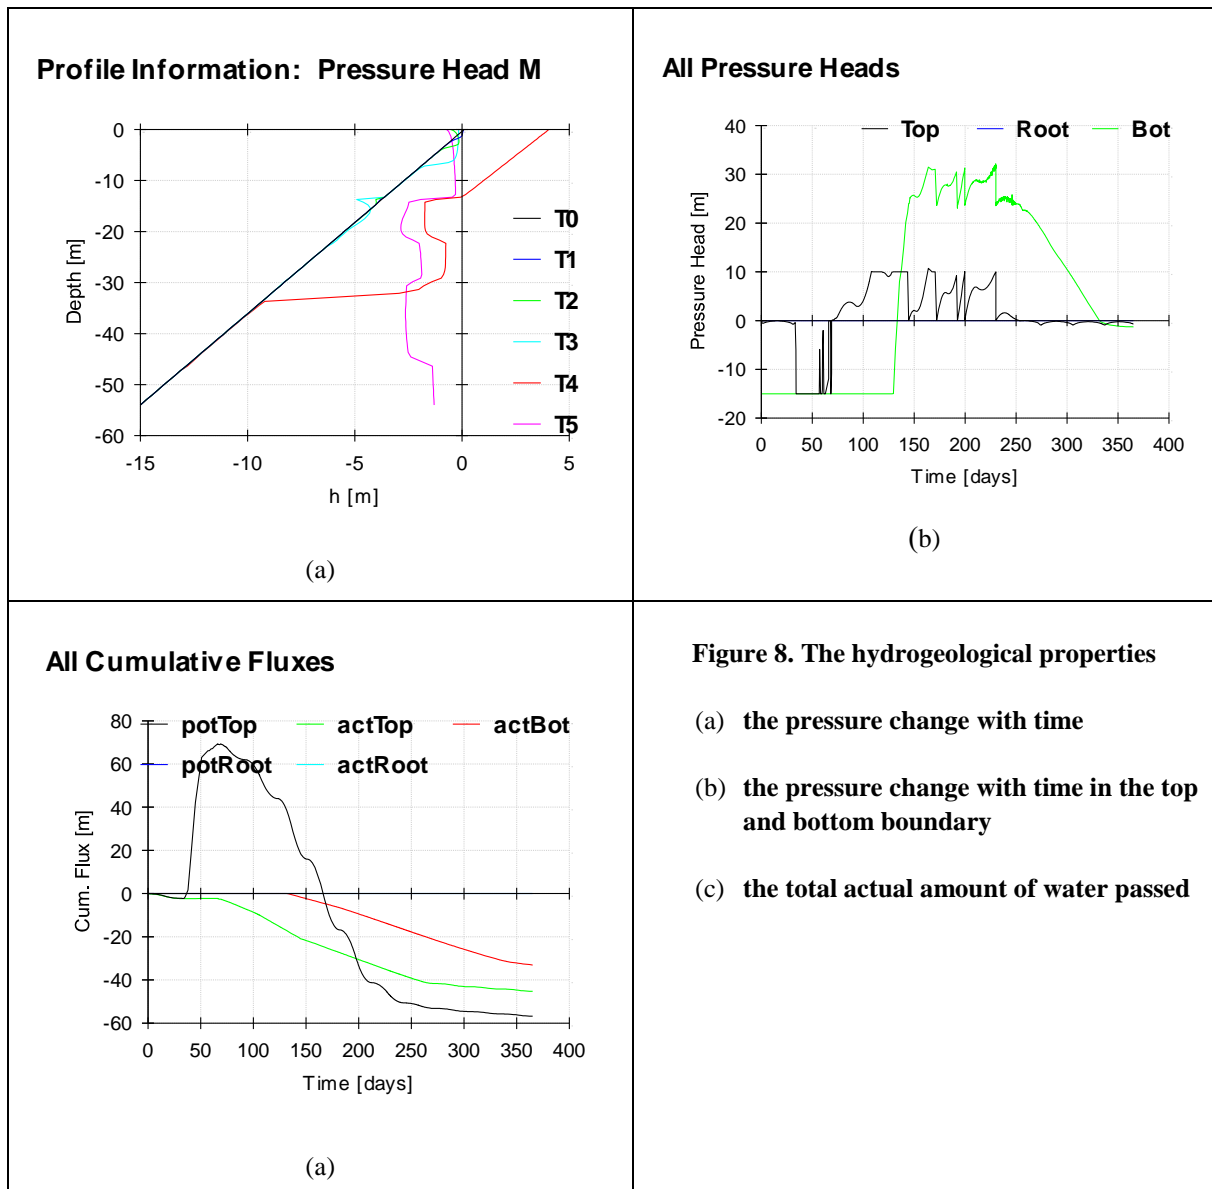 Profile Information: Pressure Head M
0
-10
-20
-30
-40
-50
-60
Depth [m]
-15 -10 -5 0 5
h [m]
T0
T1
T2
T3
T4
T5
(a)
All Pressure Heads
Top Root Bot
40
30
20
10
0
-10
-20
Pressure Head [m]
0 50 100 150 200 250 300 350 400
Time [days]
(b)
All Cumulative Fluxes
potTop actTop actBot
potRoot actRoot
80
60
40
20
0
-20
-40
-60
Cum. Flux [m]
0 50 100 150 200 250 300 350 400
Time [days]
(a)
Figure 8. The hydrogeological properties
(a) the pressure change with time
(b) the pressure change with time in the top
and bottom boundary
(c) the total actual amount of water passed